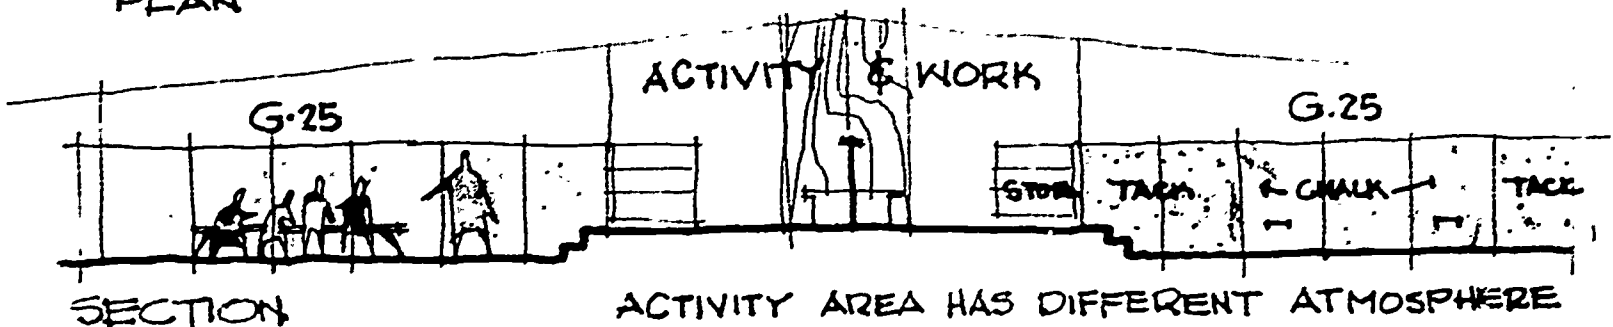 PLAN
ACTIVITY & WORK
G·25
G.25
STOR TACK CHALK TACK
SECTION
ACTIVITY AREA HAS DIFFERENT ATMOSPHERE